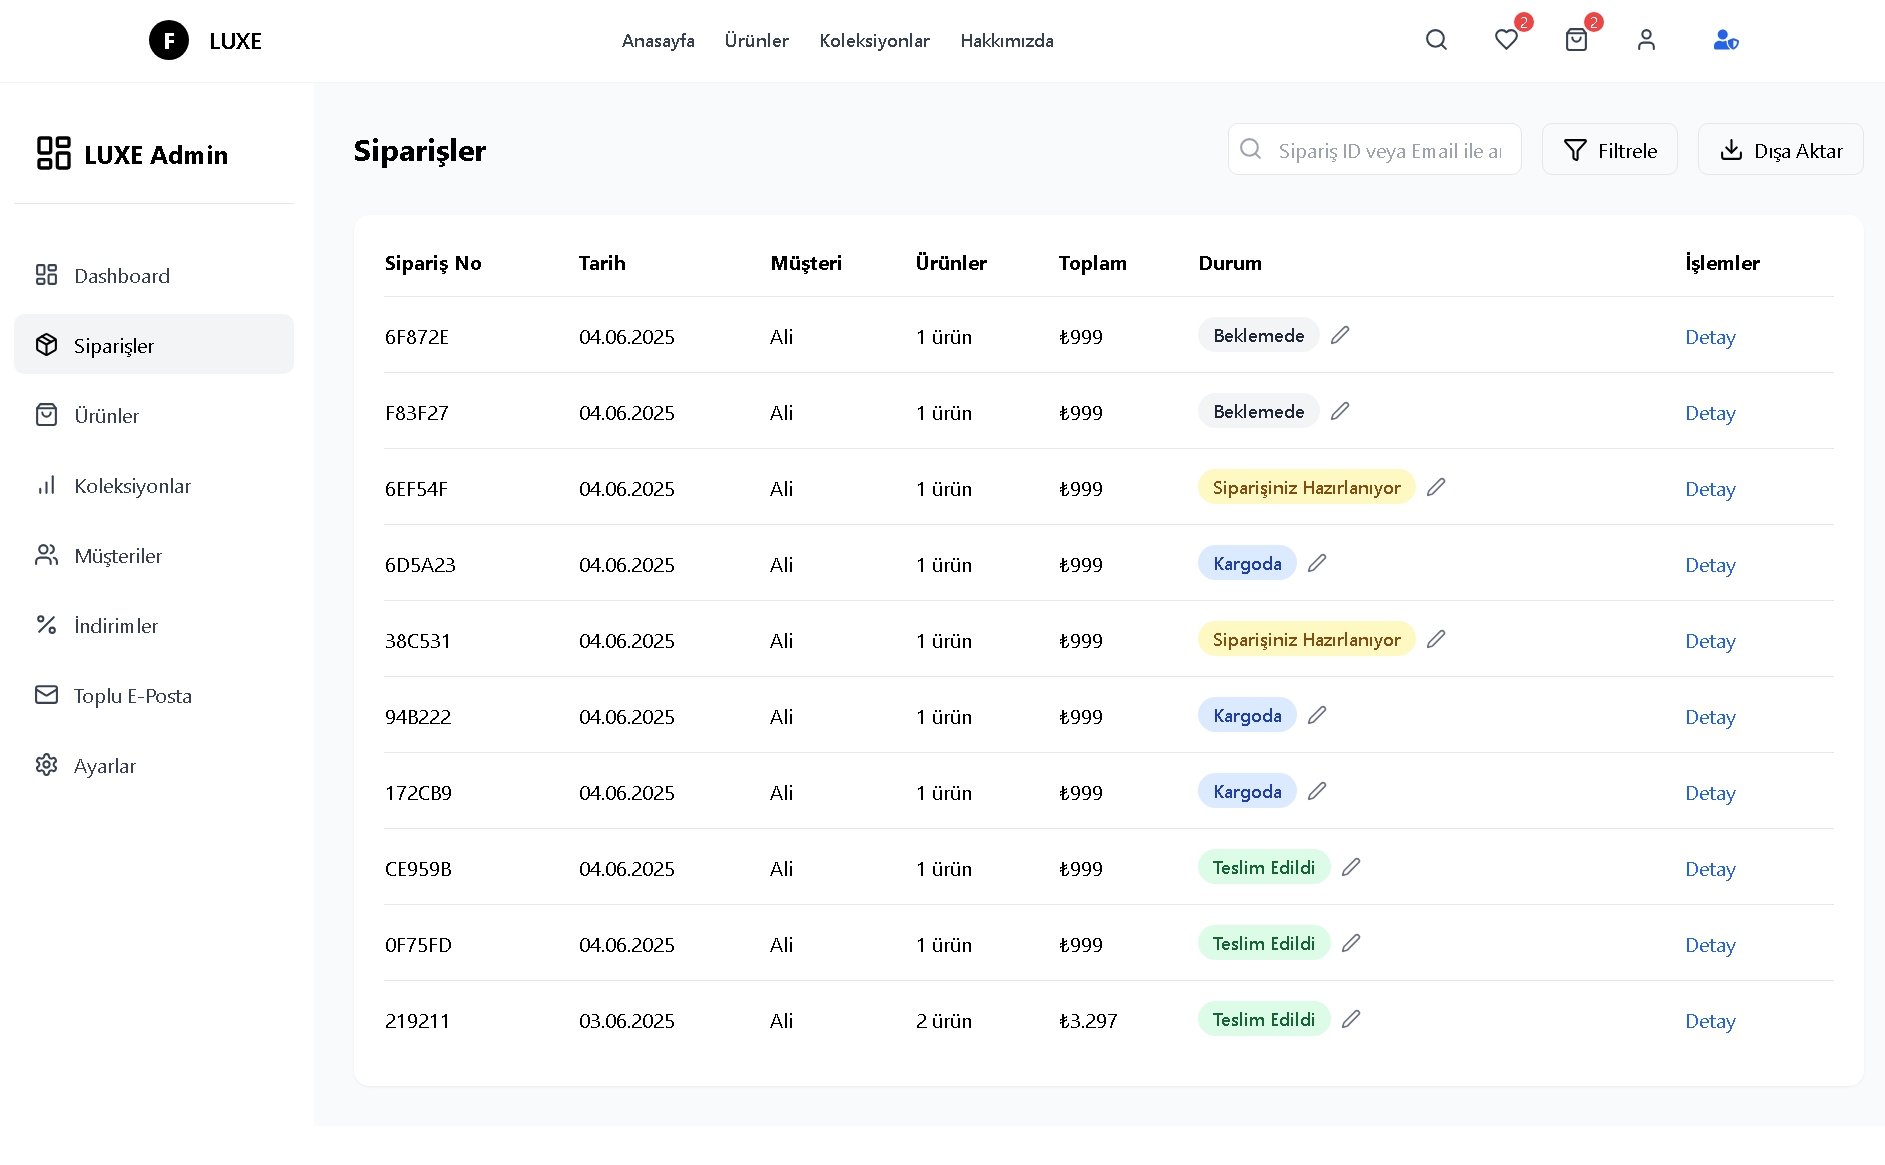 F LUXE Anasayfa Ürünler Koleksiyonlar Hakkımızda 2 2
LUXE Admin
Dashboard
Siparişler
Ürünler
Koleksiyonlar
Müşteriler
İndirimler
Toplu E-Posta
Ayarlar
Siparişler Sipariş ID veya Email ile Filtrele Dışa Aktar
Sipariş No Tarih Müşteri Ürünler Toplam Durum İşlemler
6F872E 04.06.2025 Ali 1 ürün ₺999 Beklemede Detay
F83F27 04.06.2025 Ali 1 ürün ₺999 Beklemede Detay
6EF54F 04.06.2025 Ali 1 ürün ₺999 Siparişiniz Hazırlanıyor Detay
6D5A23 04.06.2025 Ali 1 ürün ₺999 Kargoda Detay
38C531 04.06.2025 Ali 1 ürün ₺999 Siparişiniz Hazırlanıyor Detay
94B222 04.06.2025 Ali 1 ürün ₺999 Kargoda Detay
172CB9 04.06.2025 Ali 1 ürün ₺999 Kargoda Detay
CE959B 04.06.2025 Ali 1 ürün ₺999 Teslim Edildi Detay
0F75FD 04.06.2025 Ali 1 ürün ₺999 Teslim Edildi Detay
219211 03.06.2025 Ali 2 ürün ₺3.297 Teslim Edildi Detay